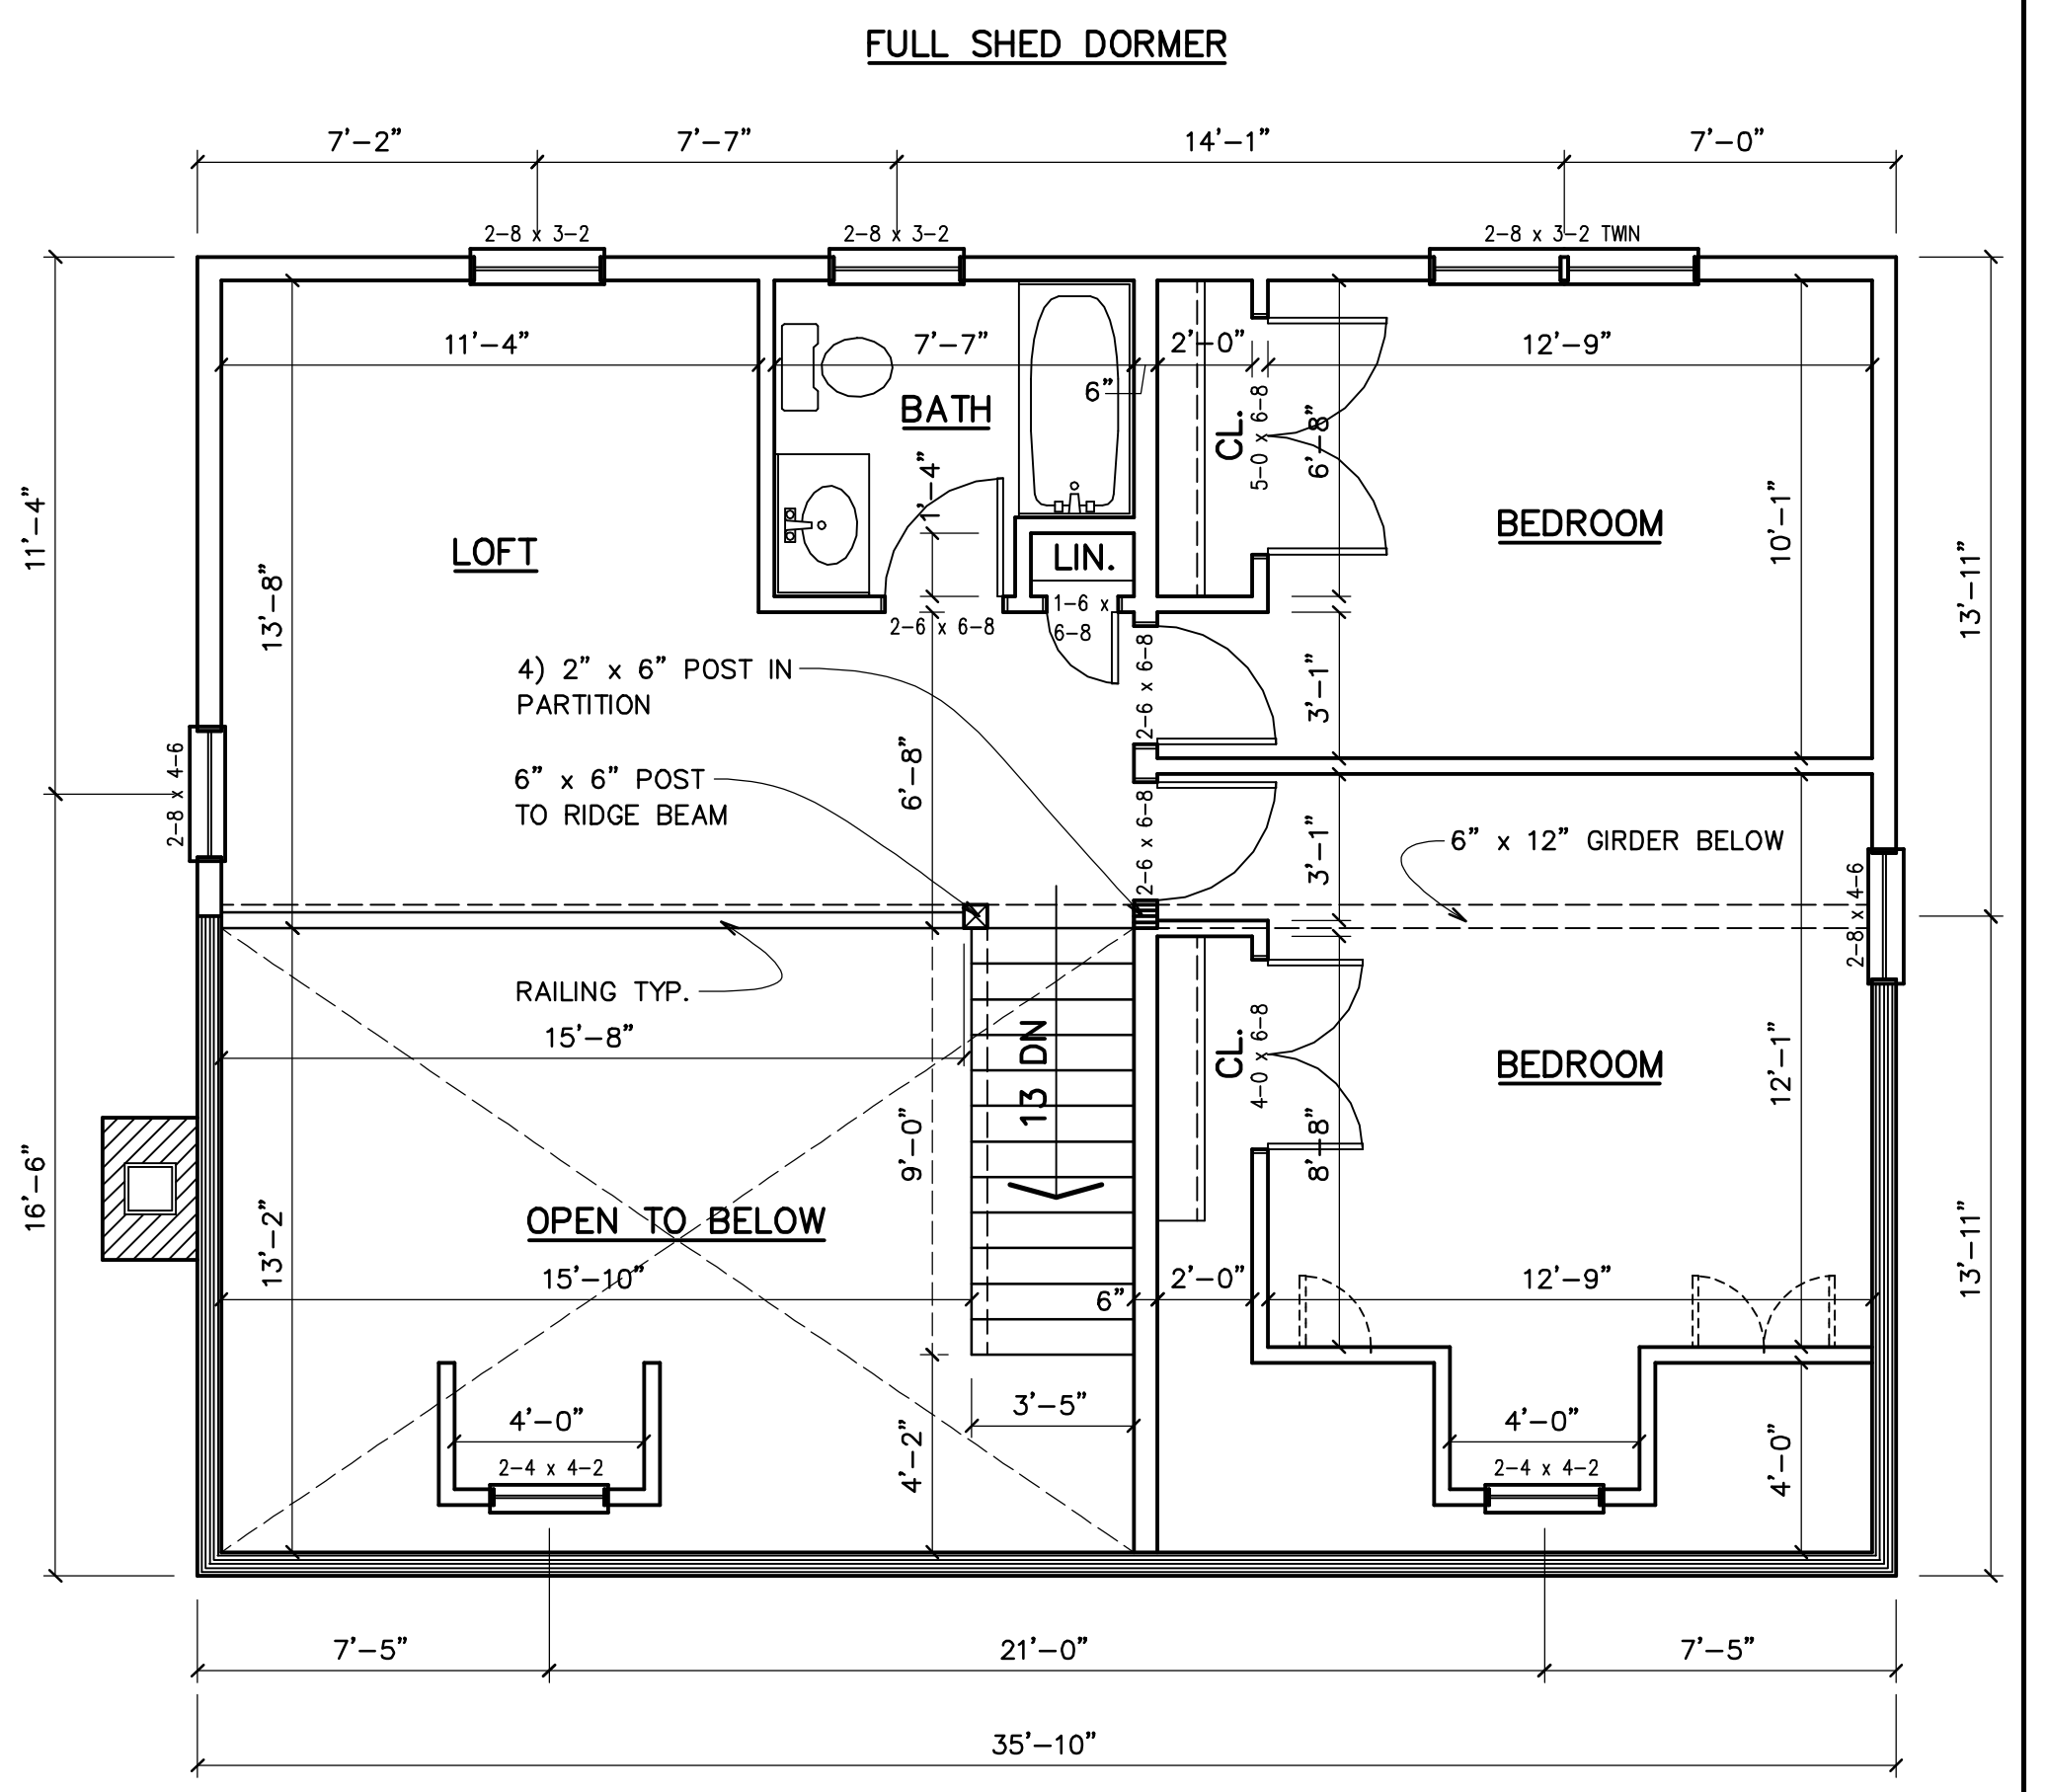 FULL SHED DORMER
7'-2" 7'-7" 14'-1" 7'-0"
2-8 x 3-2 2-8 x 3-2 2-8 x 3-2 TWIN
11'-4" 7'-7" 2'-0" 12'-9"
6"
BATH
CL.
5-0 x 6-8
6'-8"
1'-4"
11'-4"
LOFT
13'-8"
LIN.
BEDROOM
10'-1"
13'-11"
1-6 x
6-8
2-6 x 6-8
2-6 x 6-8
3'-1"
4) 2" x 6" POST IN
PARTITION
6" x 6" POST
TO RIDGE BEAM
6'-8"
2-8 x 4-6
2-6 x 6-8
3'-1"
6" x 12" GIRDER BELOW
2-8 x 4-6
RAILING TYP.
15'-8"
13 DN
CL.
4-0 x 6-8
BEDROOM
12'-1"
9'-0"
8'-8"
16'-6"
13'-2"
OPEN TO BELOW
13'-11"
15'-10" 6" 2'-0" 12'-9"
3'-5"
4'-0" 4'-0"
4'-2"
4'-0"
2-4 x 4-2 2-4 x 4-2
7'-5" 21'-0" 7'-5"
35'-10"